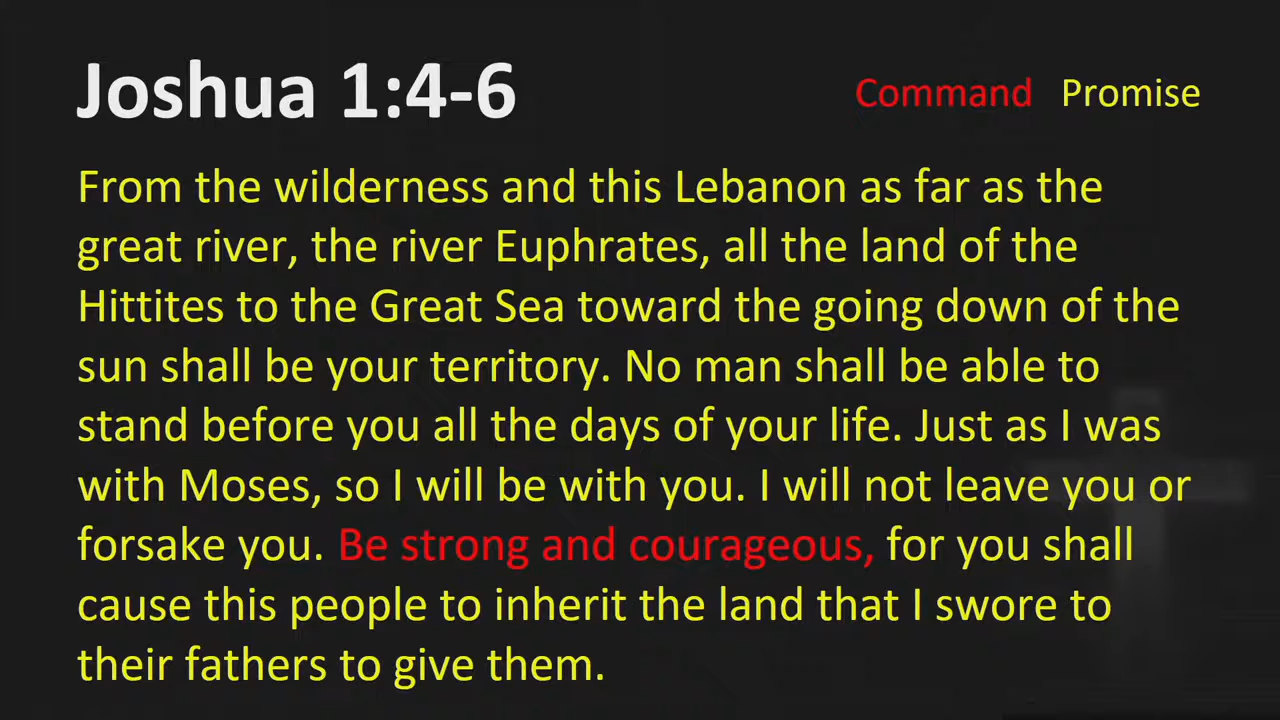 Joshua 1:4-6
Command Promise
From the wilderness and this Lebanon as far as the
great river, the river Euphrates, all the land of the
Hittites to the Great Sea toward the going down of the
sun shall be your territory. No man shall be able to
stand before you all the days of your life. Just as I was
with Moses, so I will be with you. I will not leave you or
forsake you. Be strong and courageous, for you shall
cause this people to inherit the land that I swore to
their fathers to give them.